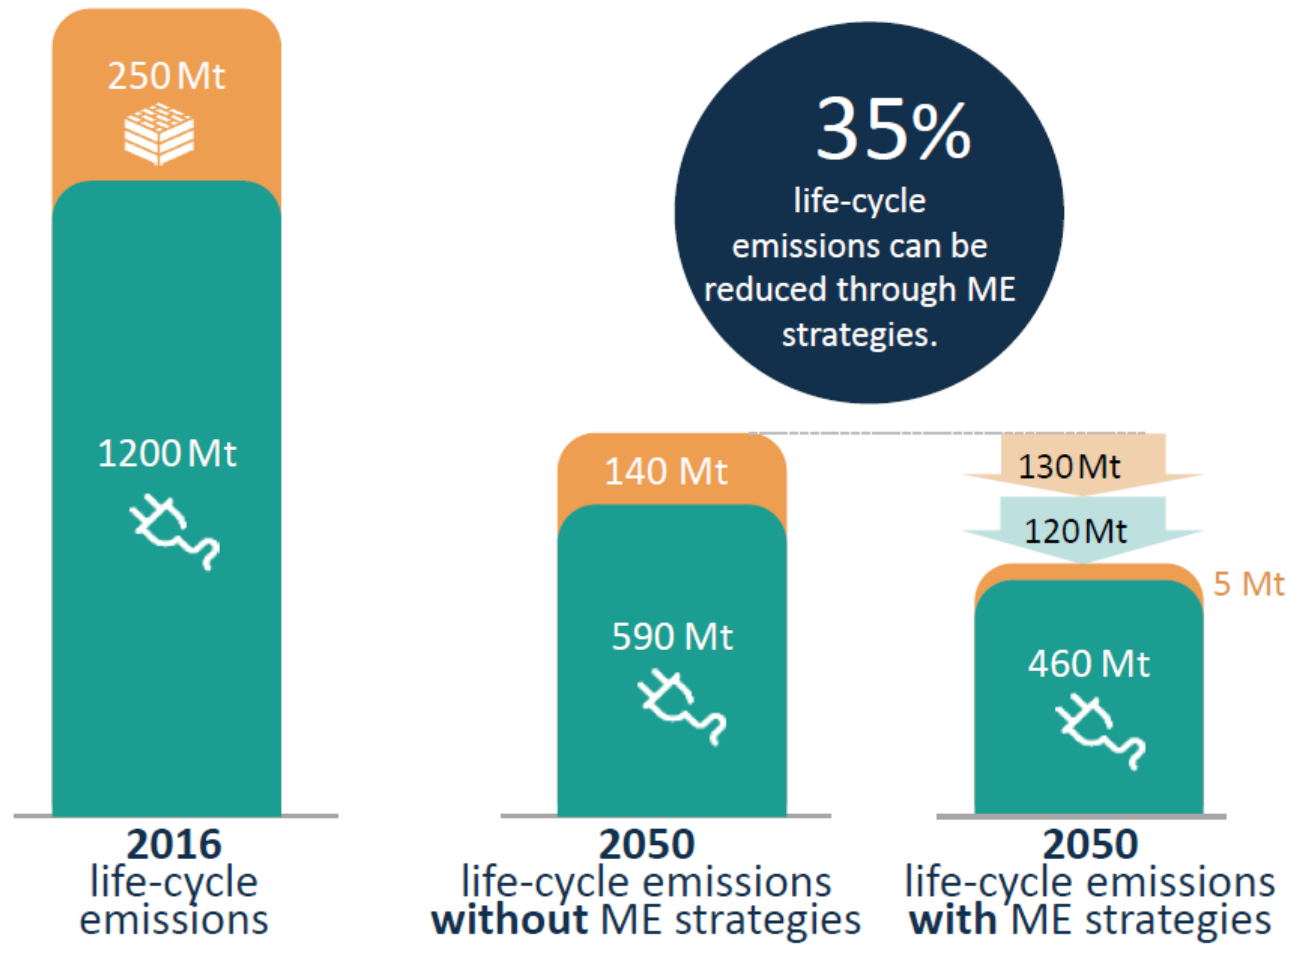 250 Mt
1200 Mt
2016
life-cycle
emissions
35%
life-cycle
emissions can be
reduced through ME
strategies.
140 Mt
590 Mt
2050
life-cycle emissions
without ME strategies
130 Mt
120 Mt
5 Mt
460 Mt
2050
life-cycle emissions
with ME strategies